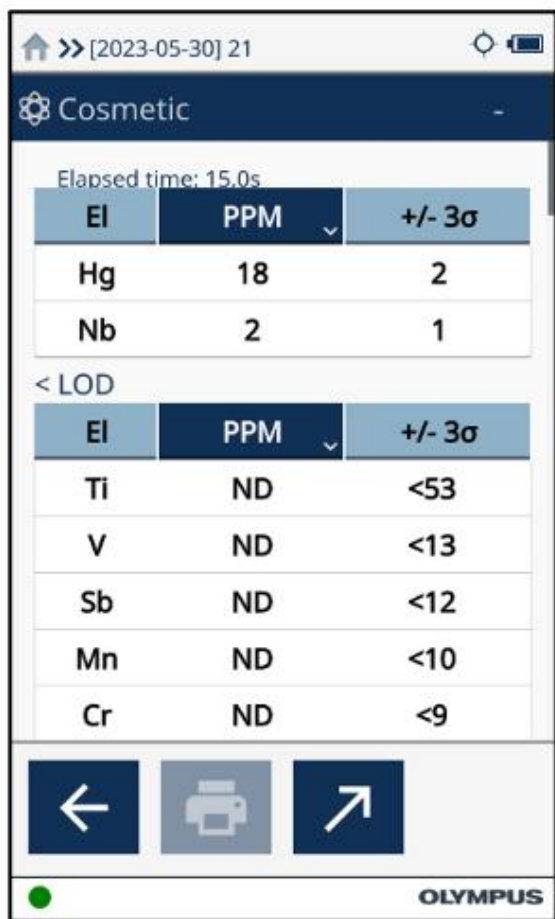 >> [2023-05-30] 21
Cosmetic -
Elapsed time: 15.0s
El PPM +/- 3σ
Hg 18 2
Nb 2 1
< LOD
El PPM +/- 3σ
Ti ND <53
V ND <13
Sb ND <12
Mn ND <10
Cr ND <9
OLYMPUS